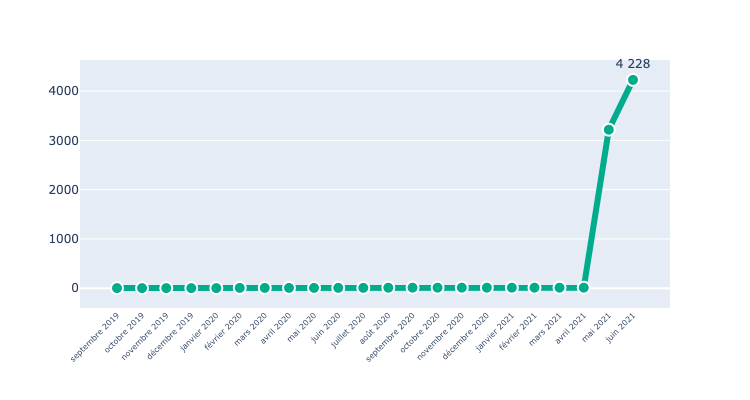 4 228
4000
3000
2000
1000
0
septembre 2019
octobre 2019
novembre 2019
décembre 2019
janvier 2020
février 2020
mars 2020
avril 2020
mai 2020
juin 2020
juillet 2020
août 2020
septembre 2020
octobre 2020
novembre 2020
décembre 2020
janvier 2021
février 2021
mars 2021
avril 2021
mai 2021
juin 2021